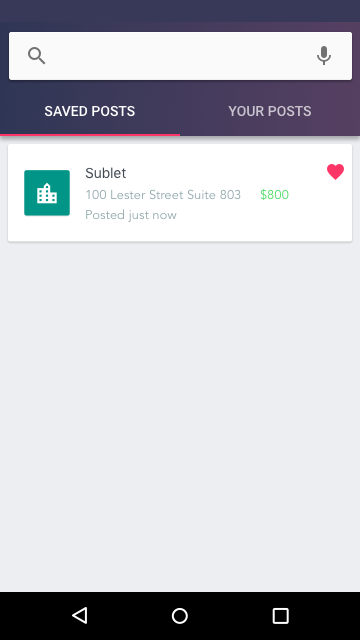 SAVED POSTS YOUR POSTS
Sublet
100 Lester Street Suite 803 $800
Posted just now